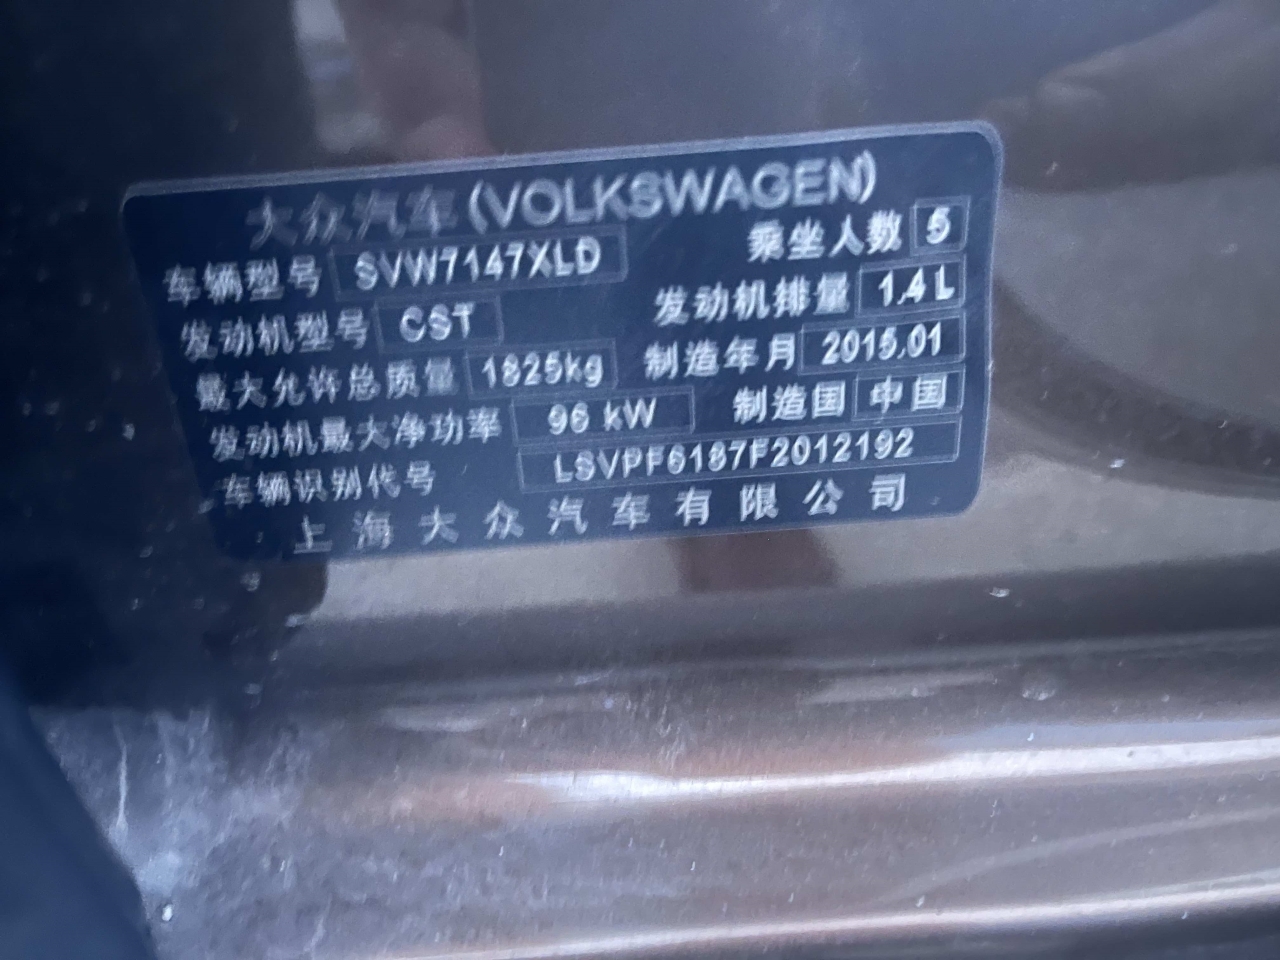 大众汽车(VOLKSWAGEN)
车辆型号 SVW7147XLD 乘坐人数 5
发动机型号 CST 发动机排量 1.4L
最大允许总质量 1825kg 制造年月 2015.01
发动机最大净功率 96 kW 制造国 中国
车辆识别代号 LSVPF6187F2012192
上海大众汽车有限公司